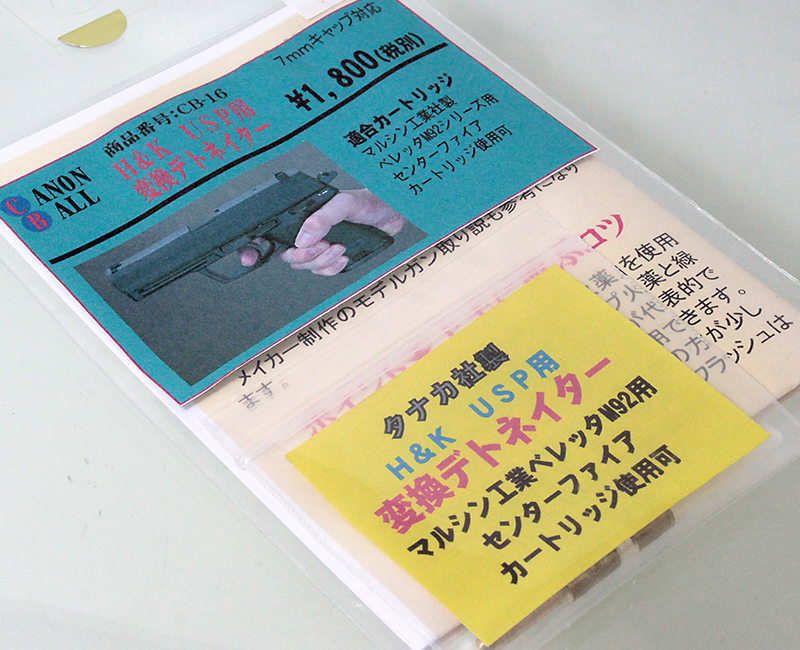 7mmキャップ対応
¥1,800(税別)
商品番号:CB-16
H&K USP用
変換デトネイター
CANON
BALL
適合カートリッジ
マルシン工業社製
ベレッタM92シリーズ用
センターファイア
カートリッジ使用可
メイカー制作のモデルガン取り説も参考になり
ます。
コツ
を使用
火薬と緑
が代表的で
用できます。
の方が少し
フラッシュは
タナカ社製
H&K USP用
変換デトネイター
マルシン工業ベレッタM92用
センターファイア
カートリッジ使用可